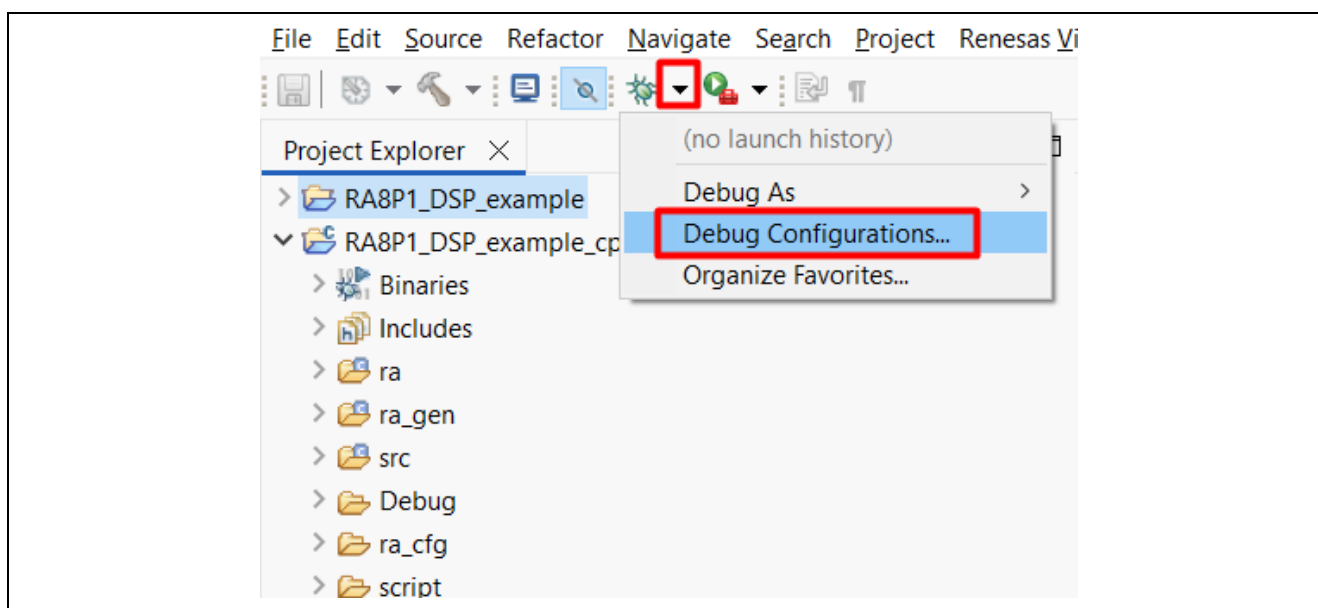 File Edit Source Refactor Navigate Search Project Renesas Vi
(no launch history)
Project Explorer
Debug As
RA8P1_DSP_example
Debug Configurations...
RA8P1_DSP_example_cp
Organize Favorites...
Binaries
Includes
ra
ra_gen
src
Debug
ra_cfg
script